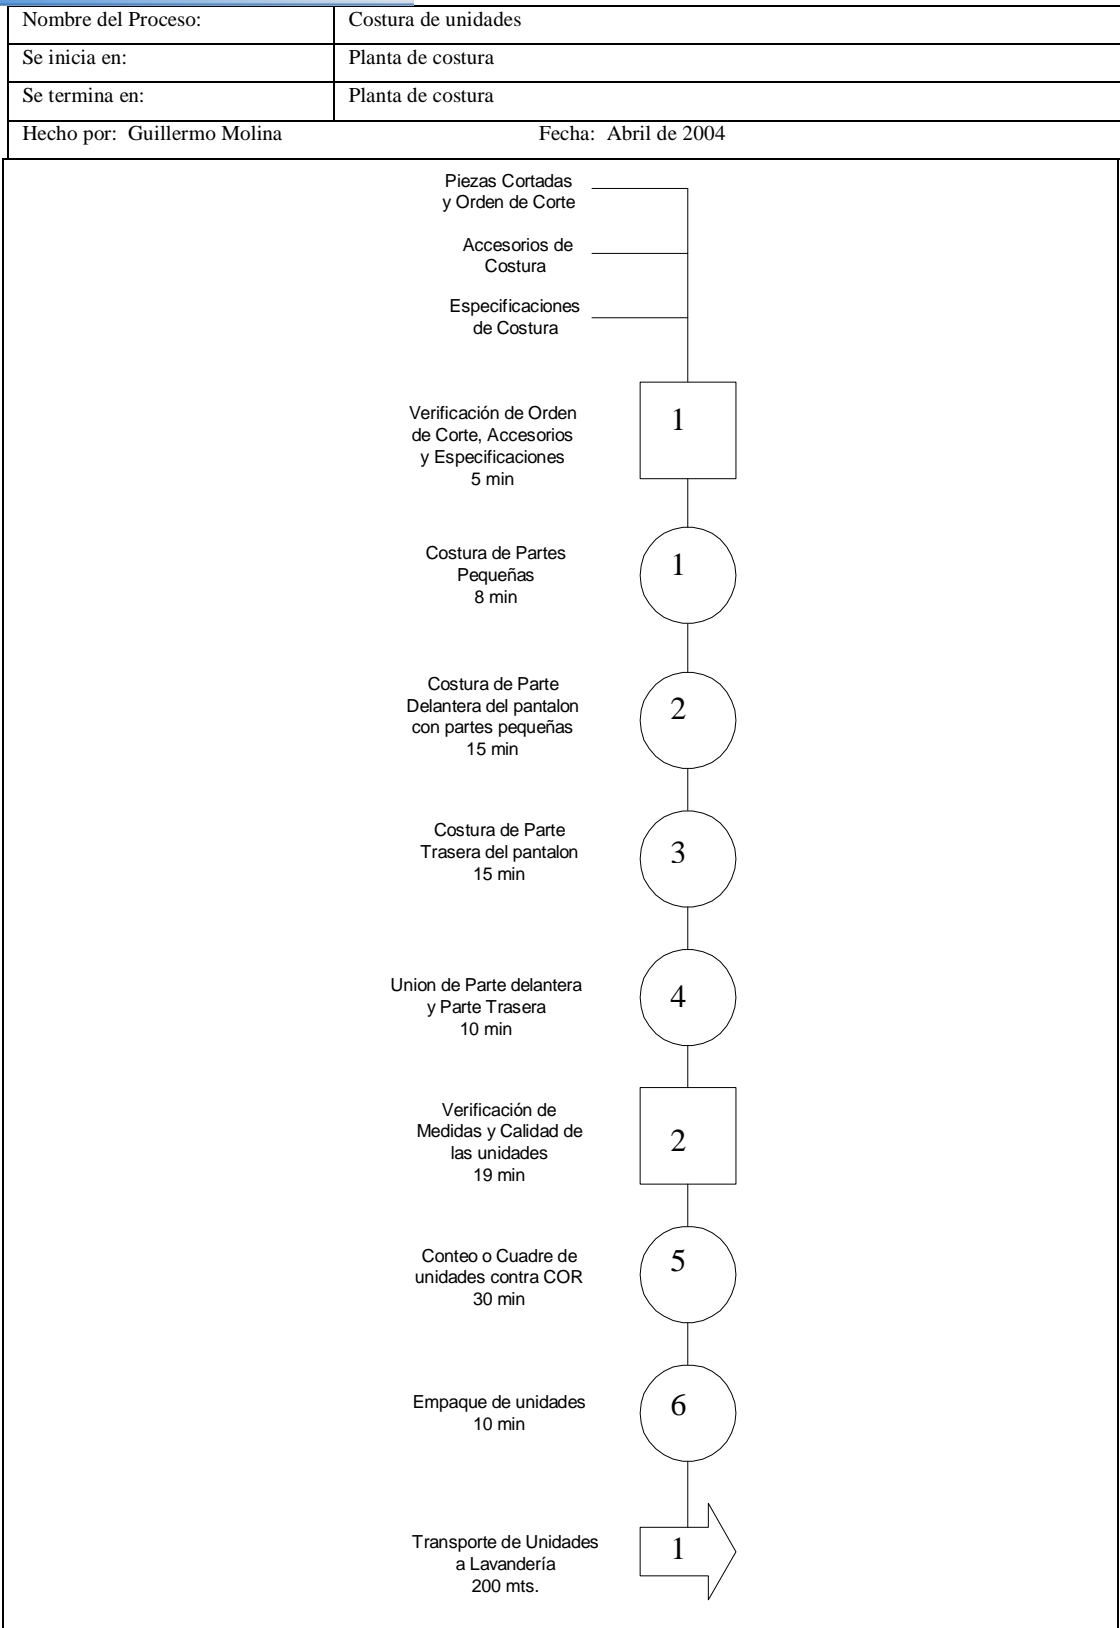 Nombre del Proceso: Costura de unidades
Se inicia en: Planta de costura
Se termina en: Planta de costura
Hecho por: Guillermo Molina Fecha: Abril de 2004
Piezas Cortadas
y Orden de Corte
Accesorios de
Costura
Especificaciones
de Costura
Verificación de Orden
de Corte, Accesorios
y Especificaciones
5 min
1
Costura de Partes
Pequeñas
8 min
1
Costura de Parte
Delantera del pantalon
con partes pequeñas
15 min
2
Costura de Parte
Trasera del pantalon
15 min
3
Union de Parte delantera
y Parte Trasera
10 min
4
Verificación de
Medidas y Calidad de
las unidades
19 min
2
Conteo o Cuadre de
unidades contra COR
30 min
5
Empaque de unidades
10 min
6
Transporte de Unidades
a Lavandería
200 mts.
1